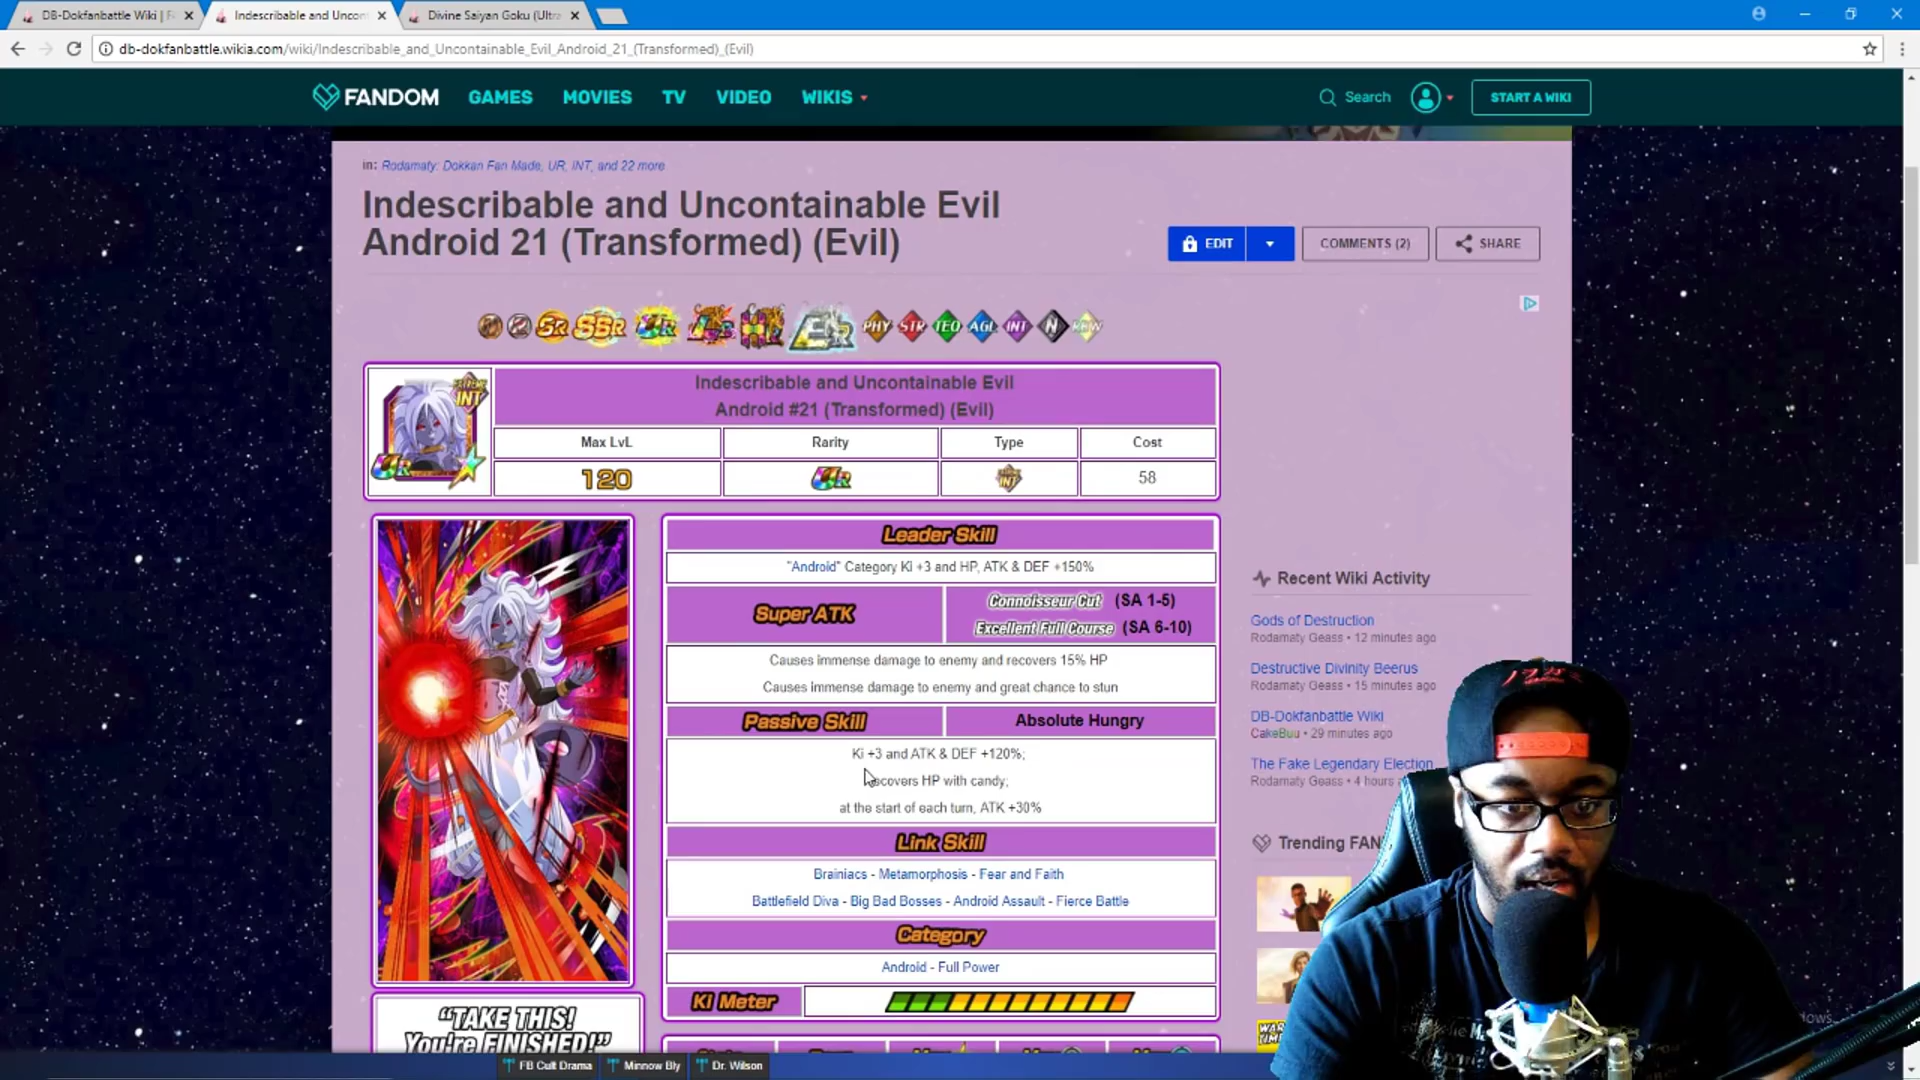 DB-Dokfanbattle Wiki | F
Indescribable and Uncon
Divine Saiyan Goku (Ultra
db-dokfanbattle.wikia.com/wiki/Indescribable_and_Uncontainable_Evil_Android_21_(Transformed)_(Evil)
FANDOM GAMES MOVIES TV VIDEO WIKIS Search START A WIKI
in: Rodamaty: Dokkan Fan Made, UR, INT, and 22 more
Indescribable and Uncontainable Evil
Android 21 (Transformed) (Evil)
EDIT COMMENTS (2) SHARE
SR SSR UR LR PHY STR TEQ AGL INT N
Indescribable and Uncontainable Evil
Android #21 (Transformed) (Evil)
EXTREME INT
UR
Max LvL Rarity Type Cost
120 UR INT 58
Leader Skill
"Android" Category Ki +3 and HP, ATK & DEF +150%
Super ATK
Connoisseur Cut (SA 1-5)
Excellent Full Course (SA 6-10)
Causes immense damage to enemy and recovers 15% HP
Causes immense damage to enemy and great chance to stun
Passive Skill Absolute Hungry
Ki +3 and ATK & DEF +120%;
ecovers HP with candy;
at the start of each turn, ATK +30%
Link Skill
Brainiacs - Metamorphosis - Fear and Faith
Battlefield Diva - Big Bad Bosses - Android Assault - Fierce Battle
Category
Android - Full Power
Ki Meter
"TAKE THIS!
You're FINISHED!"
Recent Wiki Activity
Gods of Destruction
Rodamaty Geass • 12 minutes ago
Destructive Divinity Beerus
Rodamaty Geass • 15 minutes ago
DB-Dokfanbattle Wiki
CakeBuu • 29 minutes ago
The Fake Legendary Election
Rodamaty Geass • 4 hours
Trending FAN
FB Cult Drama Minnow Bly Dr. Wilson